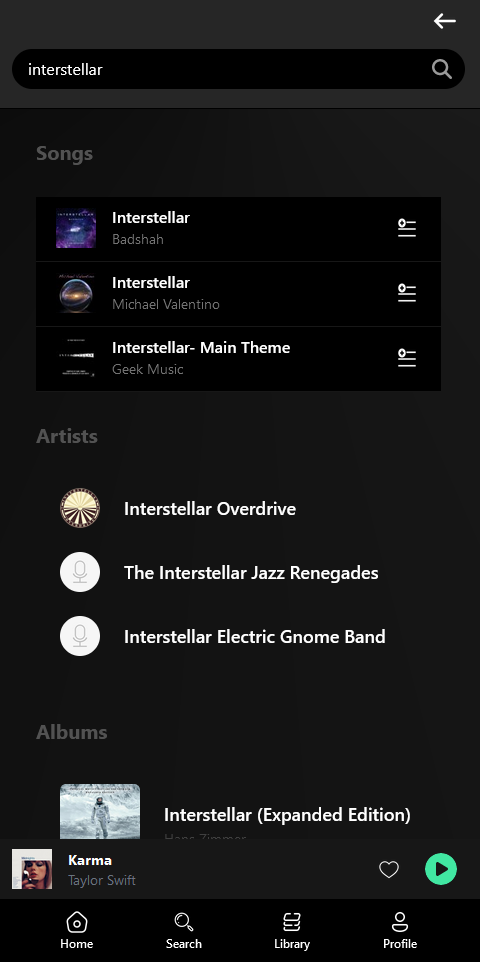 interstellar
Songs
INTERSTELLAR
Interstellar
Badshah
Interstellar
Michael Valentino
Interstellar- Main Theme
Geek Music
Artists
Interstellar Overdrive
The Interstellar Jazz Renegades
Interstellar Electric Gnome Band
Albums
Interstellar (Expanded Edition)
Hans Zimmer
Karma
Taylor Swift
Home
Search
Library
Profile